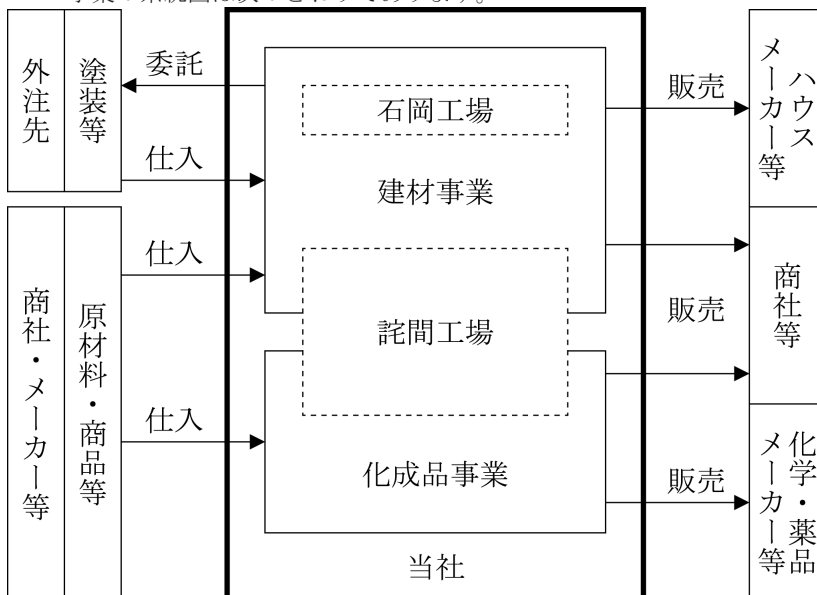 事業の系統図は次のとおりであります。
外注先
塗装等
委託
仕入
商社・メーカー等
原材料・商品等
仕入
仕入
石岡工場
建材事業
詫間工場
化成品事業
当社
販売
販売
販売
ハウス
メーカー等
商社等
化学・薬品
メーカー等